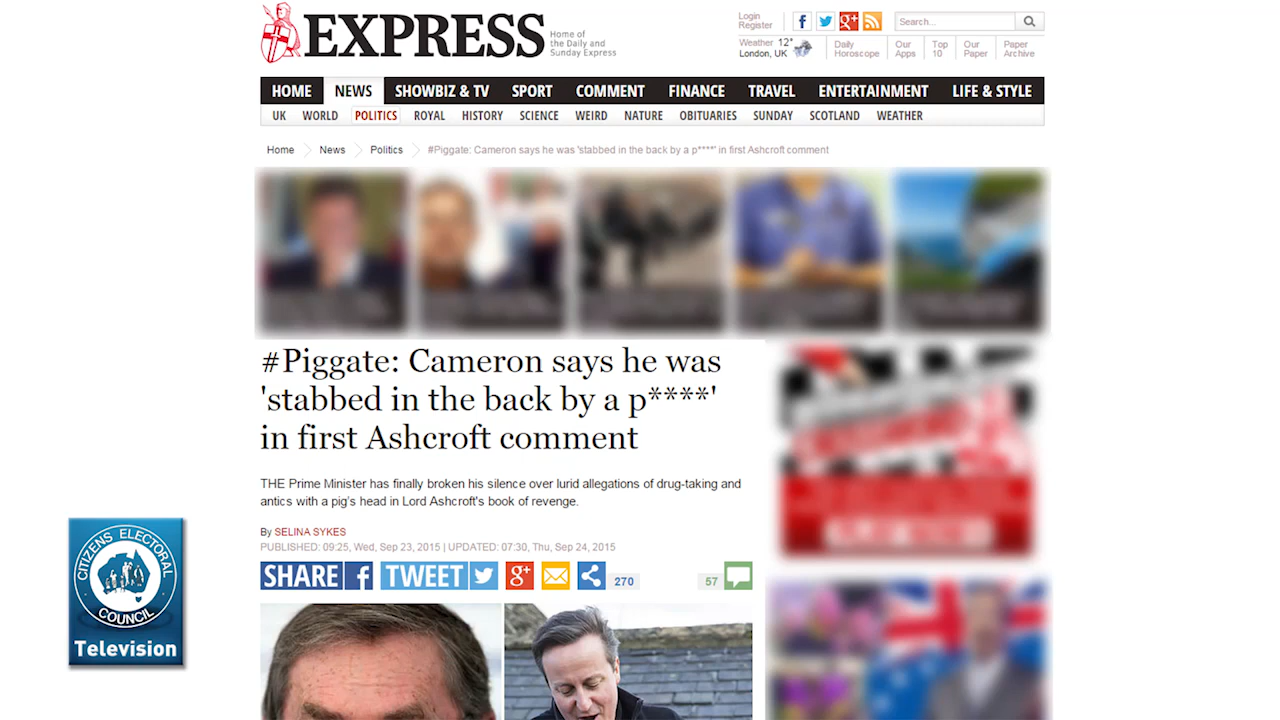 EXPRESS
Home of
the Daily and
Sunday Express
Login
Register
Search...
Weather 12°
London, UK
Daily
Horoscope
Our
Apps
Top
10
Our
Paper
Paper
Archive
HOME NEWS SHOWBIZ & TV SPORT COMMENT FINANCE TRAVEL ENTERTAINMENT LIFE & STYLE
UK WORLD POLITICS ROYAL HISTORY SCIENCE WEIRD NATURE OBITUARIES SUNDAY SCOTLAND WEATHER
Home News Politics #Piggate: Cameron says he was 'stabbed in the back by a p****' in first Ashcroft comment
#Piggate: Cameron says he was
'stabbed in the back by a p****'
in first Ashcroft comment
THE Prime Minister has finally broken his silence over lurid allegations of drug-taking and
antics with a pig's head in Lord Ashcroft's book of revenge.
By SELINA SYKES
PUBLISHED: 09:25, Wed, Sep 23, 2015 | UPDATED: 07:30, Thu, Sep 24, 2015
SHARE f TWEET g+ 270 57
CITIZENS ELECTORAL
COUNCIL
Television